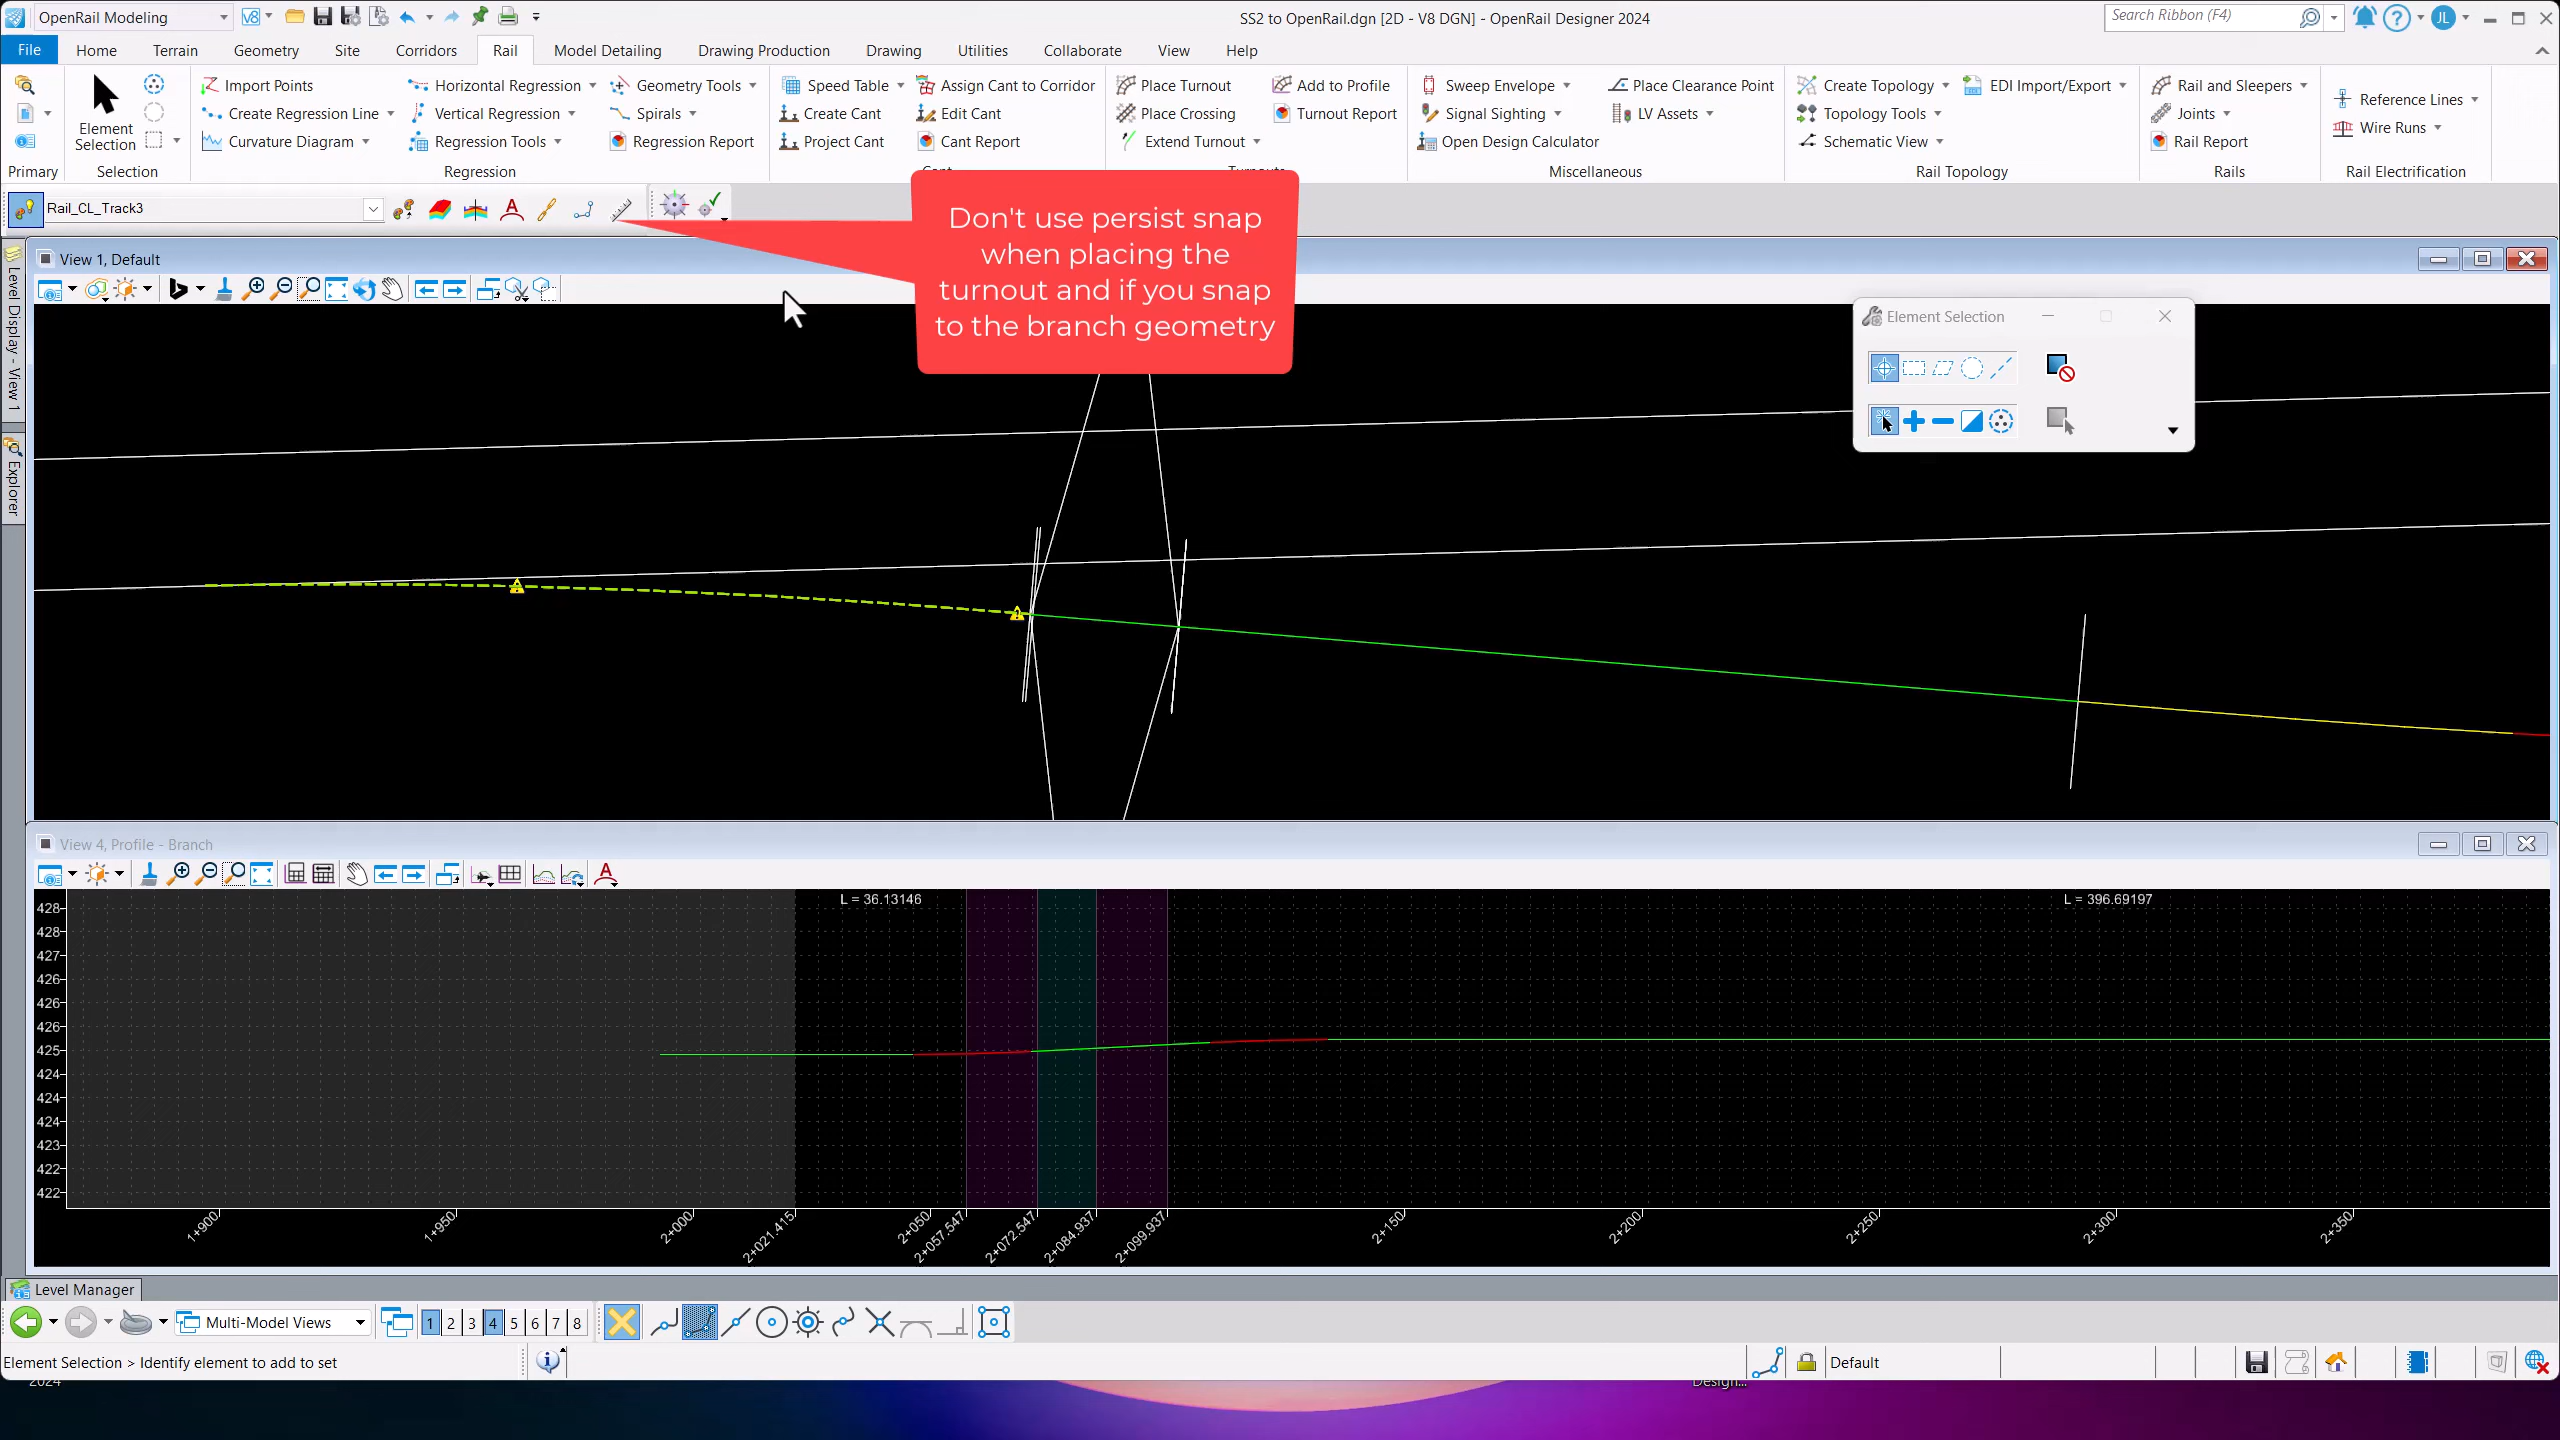 OpenRail Modeling
SS2 to OpenRail.dgn [2D - V8 DGN] - OpenRail Designer 2024
Search Ribbon (F4)
JL
File Home Terrain Geometry Site Corridors Rail Model Detailing Drawing Production Drawing Utilities Collaborate View Help
Import Points Horizontal Regression Geometry Tools Speed Table Assign Cant to Corridor Place Turnout Add to Profile Sweep Envelope Place Clearance Point Create Topology EDI Import/Export Rail and Sleepers
Create Regression Line Vertical Regression Spirals Create Cant Edit Cant Place Crossing Turnout Report Signal Sighting LV Assets Topology Tools Joints Reference Lines
Element
Selection
Curvature Diagram Regression Tools Regression Report Project Cant Cant Report Extend Turnout Open Design Calculator Schematic View Rail Report Wire Runs
Primary Selection Regression Miscellaneous Rail Topology Rails Rail Electrification
Rail_CL_Track3
Don't use persist snap
when placing the
turnout and if you snap
to the branch geometry
Level Display - View 1
Explorer
View 1, Default
Element Selection
View 4, Profile - Branch
L = 36.13146
L = 396.69197
428
428
427
426
426
426
425
424
424
424
423
422
422
1+900
1+950
2+000
2+021.415
2+050
2+057.547
2+072.547
2+084.937
2+099.937
2+150
2+200
2+250
2+300
2+350
Level Manager
Multi-Model Views
1 2 3 4 5 6 7 8
Element Selection > Identify element to add to set
Default
2024
Design...